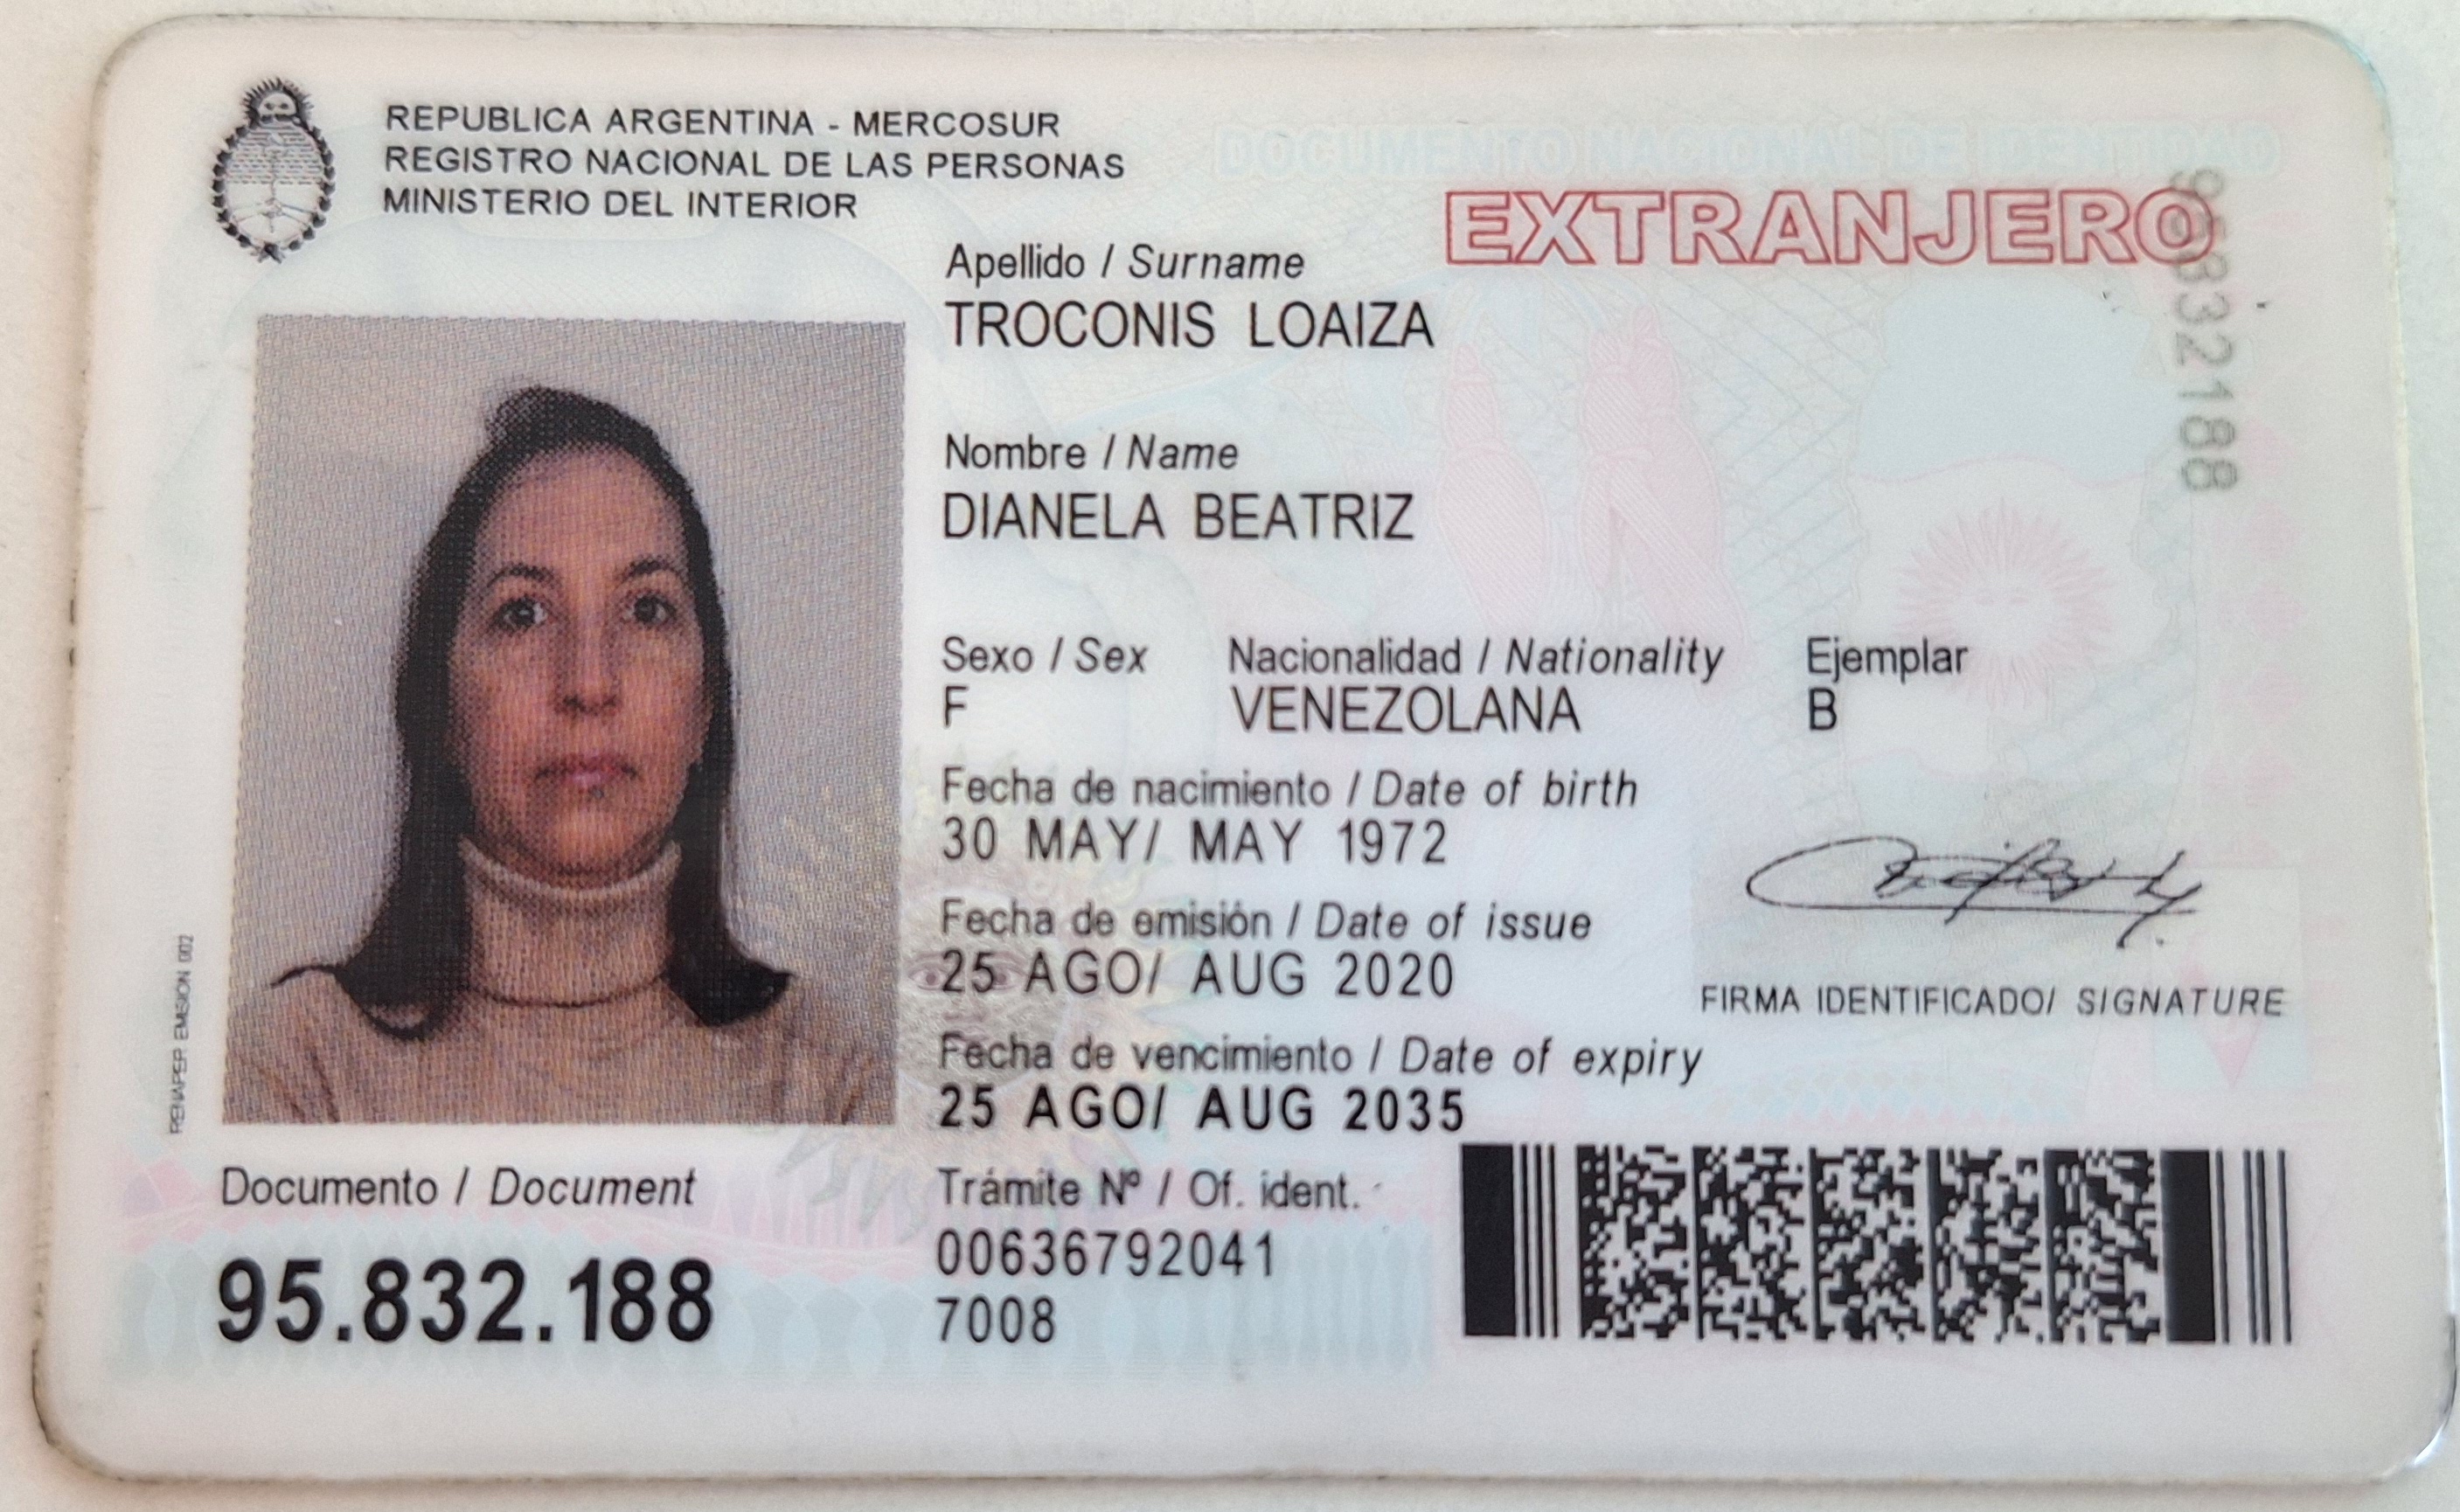 REPUBLICA ARGENTINA - MERCOSUR
REGISTRO NACIONAL DE LAS PERSONAS
MINISTERIO DEL INTERIOR
DOCUMENTO NACIONAL DE IDENTIDAD
EXTRANJERO
95832188
Apellido / Surname
TROCONIS LOAIZA
Nombre / Name
DIANELA BEATRIZ
Sexo / Sex Nacionalidad / Nationality Ejemplar
F VENEZOLANA B
Fecha de nacimiento / Date of birth
30 MAY/ MAY 1972
Fecha de emisión / Date of issue
25 AGO/ AUG 2020
FIRMA IDENTIFICADO/ SIGNATURE
Fecha de vencimiento / Date of expiry
25 AGO/ AUG 2035
RENAPER EMISION 002
Documento / Document
95.832.188
Trámite Nº / Of. ident.
00636792041
7008